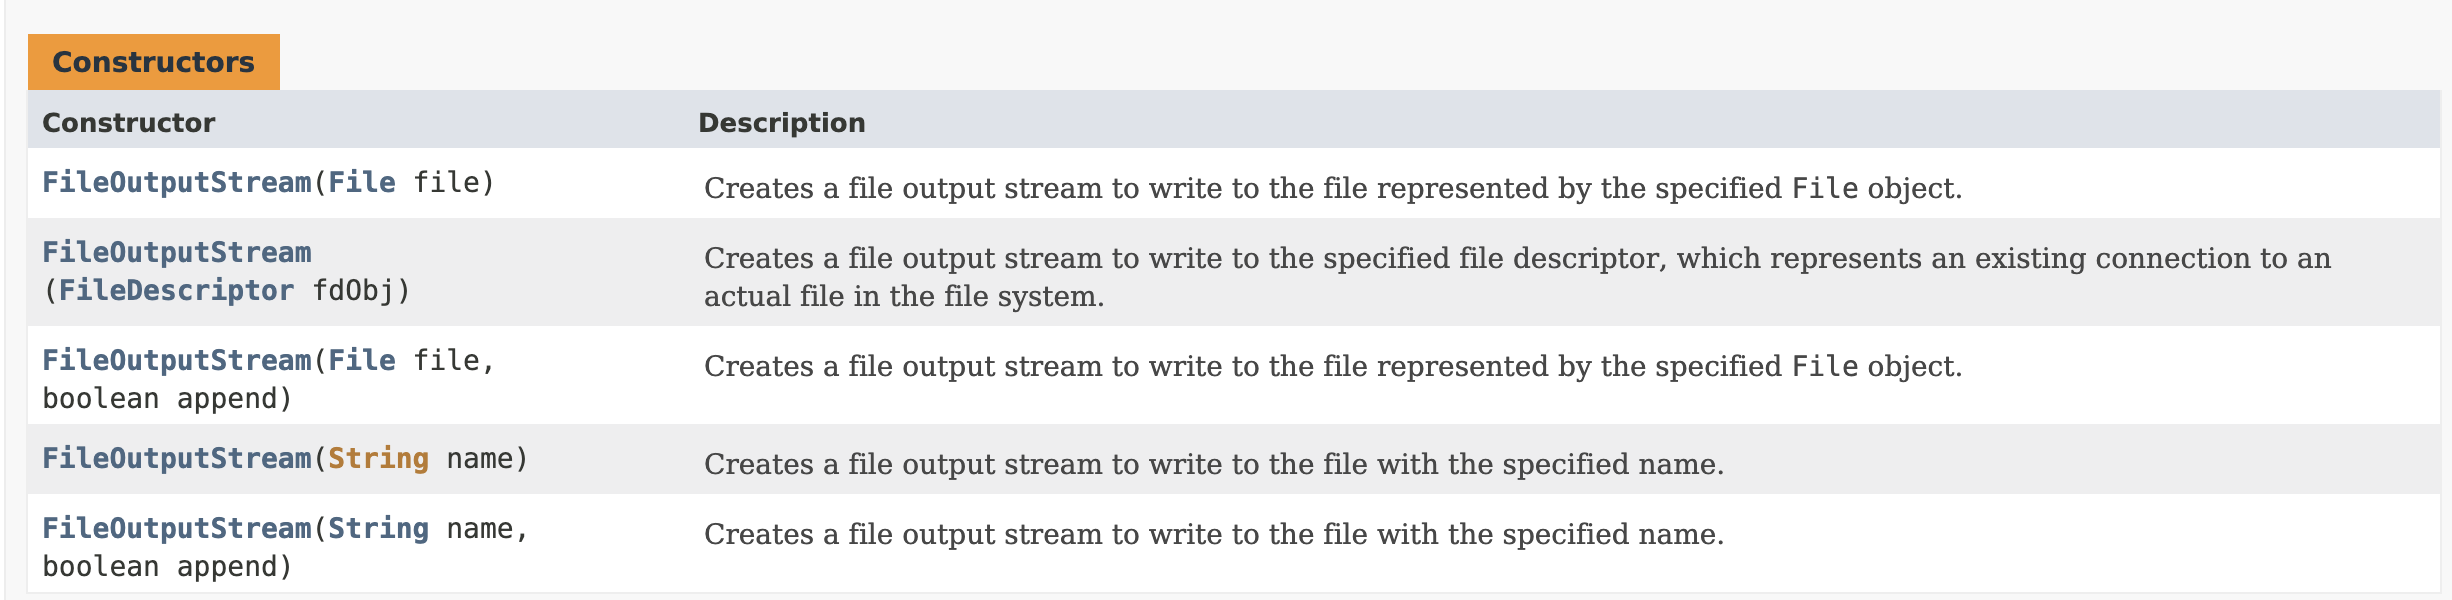 Constructors
Constructor Description
FileOutputStream(File file) Creates a file output stream to write to the file represented by the specified File object.
FileOutputStream
(FileDescriptor fdObj) Creates a file output stream to write to the specified file descriptor, which represents an existing connection to an
actual file in the file system.
FileOutputStream(File file,
boolean append) Creates a file output stream to write to the file represented by the specified File object.
FileOutputStream(String name) Creates a file output stream to write to the file with the specified name.
FileOutputStream(String name,
boolean append) Creates a file output stream to write to the file with the specified name.